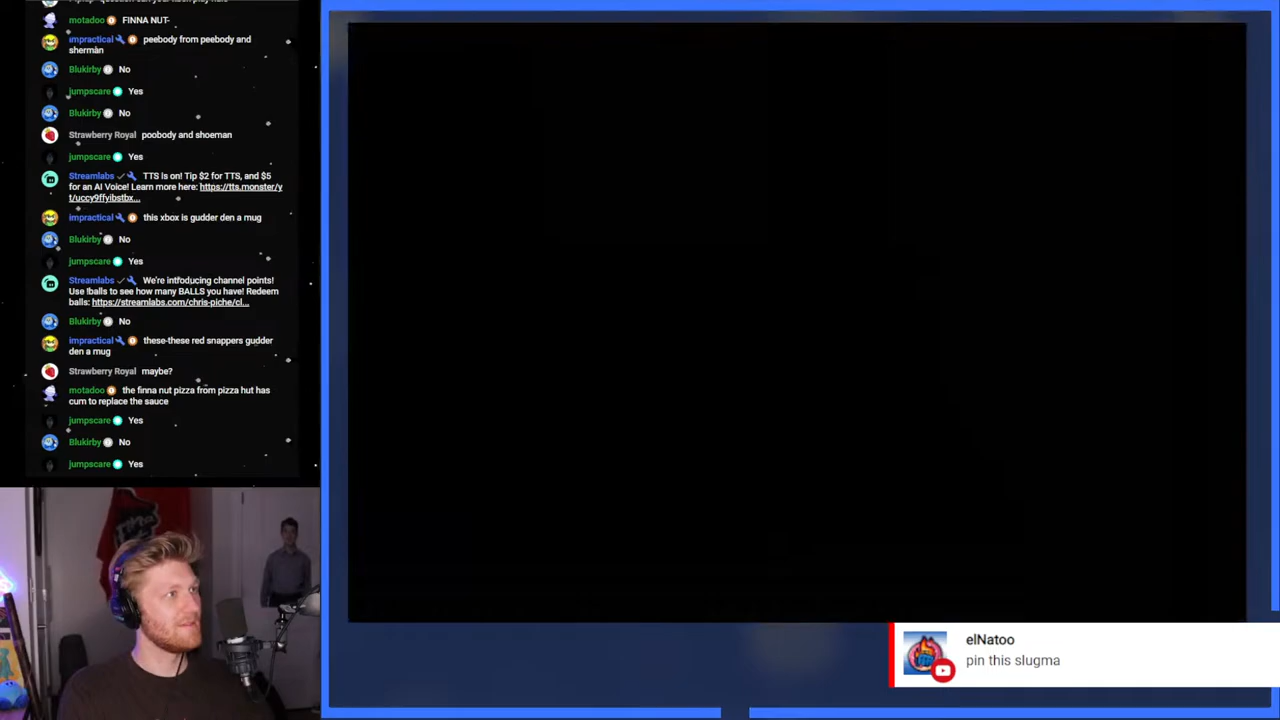 motadoo FINNA NUT-
impractical peebody from peebody and
sherman
Blukirby No
jumpscare Yes
Blukirby No
Strawberry Royal poobody and shoeman
jumpscare Yes
Streamlabs TTS Is on! Tip $2 for TTS, and $5
for an AI Voice! Learn more here: https://tts.monster/y
t/uccy9ffyibstbx...
impractical this xbox is gudder den a mug
Blukirby No
jumpscare Yes
Streamlabs We're introducing channel points!
Use !balls to see how many BALLS you have! Redeem
balls: https://streamlabs.com/chris-piche/cl...
Blukirby No
impractical these-these red snappers gudder
den a mug
Strawberry Royal maybe?
motadoo the finna nut pizza from pizza hut has
cum to replace the sauce
jumpscare Yes
Blukirby No
jumpscare Yes
elNatoo
pin this slugma